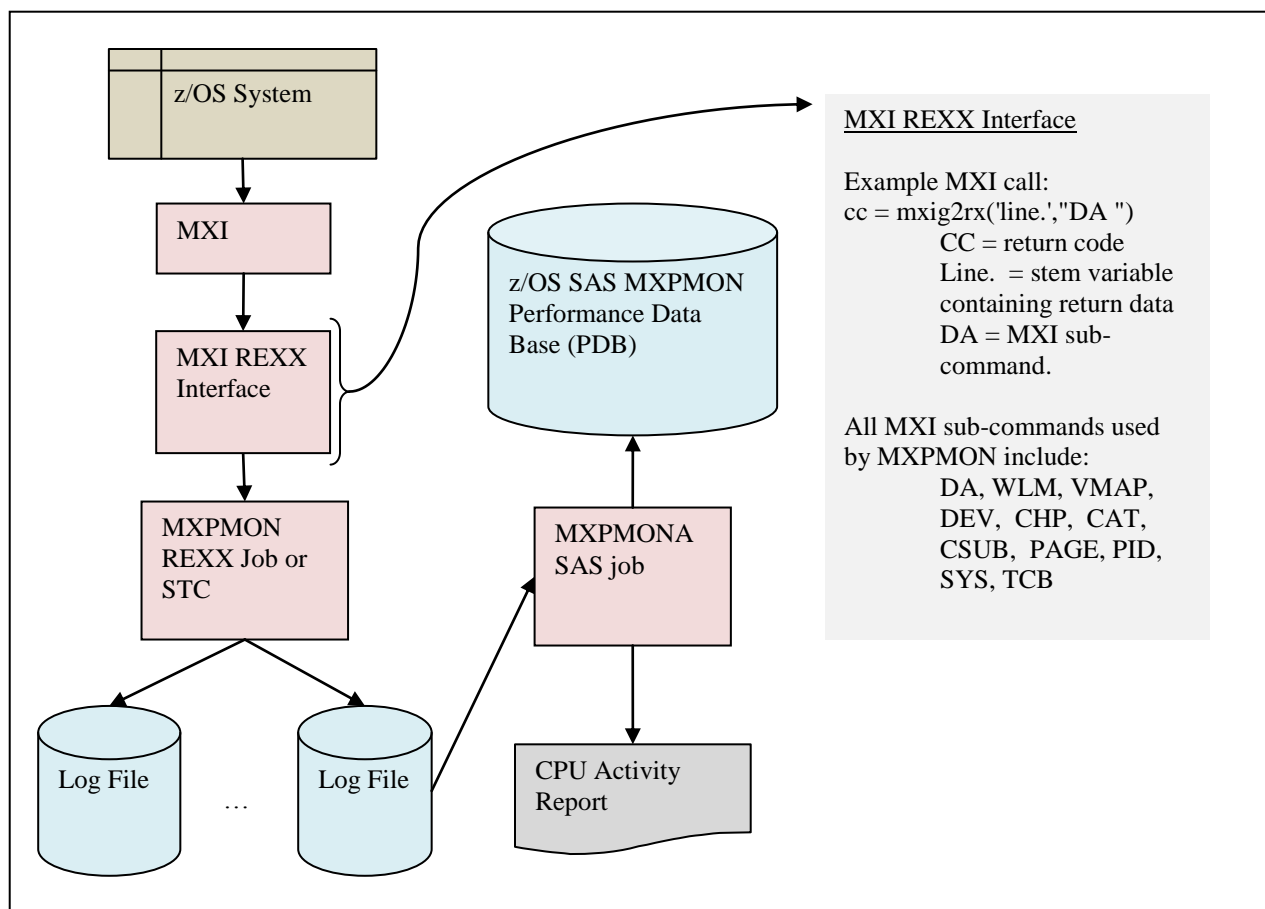 z/OS System
MXI
MXI REXX
Interface
MXPMON
REXX Job or
STC
Log File
...
Log File
z/OS SAS MXPMON
Performance Data
Base (PDB)
MXPMONA
SAS job
CPU Activity
Report
MXI REXX Interface
Example MXI call:
cc = mxig2rx('line.',"DA ")
CC = return code
Line. = stem variable
containing return data
DA = MXI sub-
command.
All MXI sub-commands used
by MXPMON include:
DA, WLM, VMAP,
DEV, CHP, CAT,
CSUB, PAGE, PID,
SYS, TCB